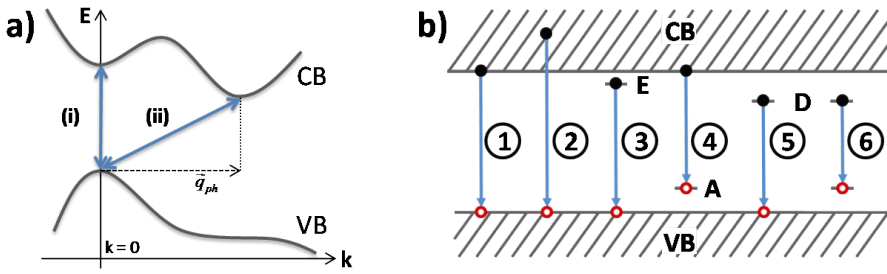 a)
E
CB
(i)
(ii)
q⃗ph
VB
k = 0
k
b)
CB
E
D
1
2
3
4
5
6
A
VB